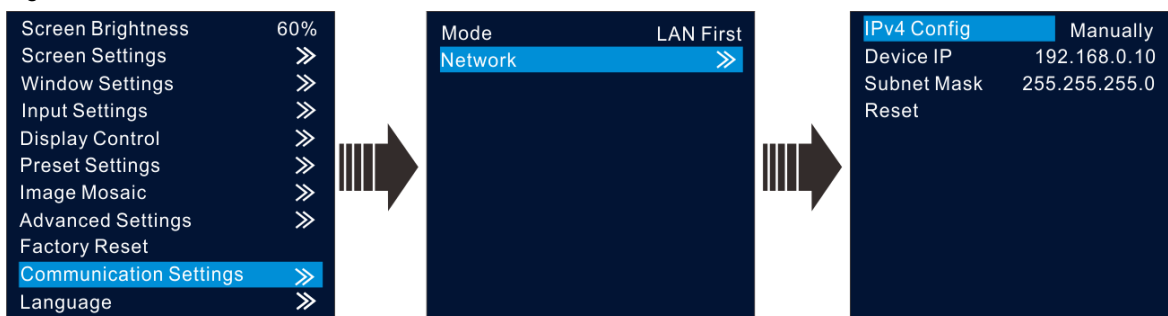 Screen Brightness 60%
Screen Settings
Window Settings
Input Settings
Display Control
Preset Settings
Image Mosaic
Advanced Settings
Factory Reset
Communication Settings
Language
Mode LAN First
Network
IPv4 Config Manually
Device IP 192.168.0.10
Subnet Mask 255.255.255.0
Reset